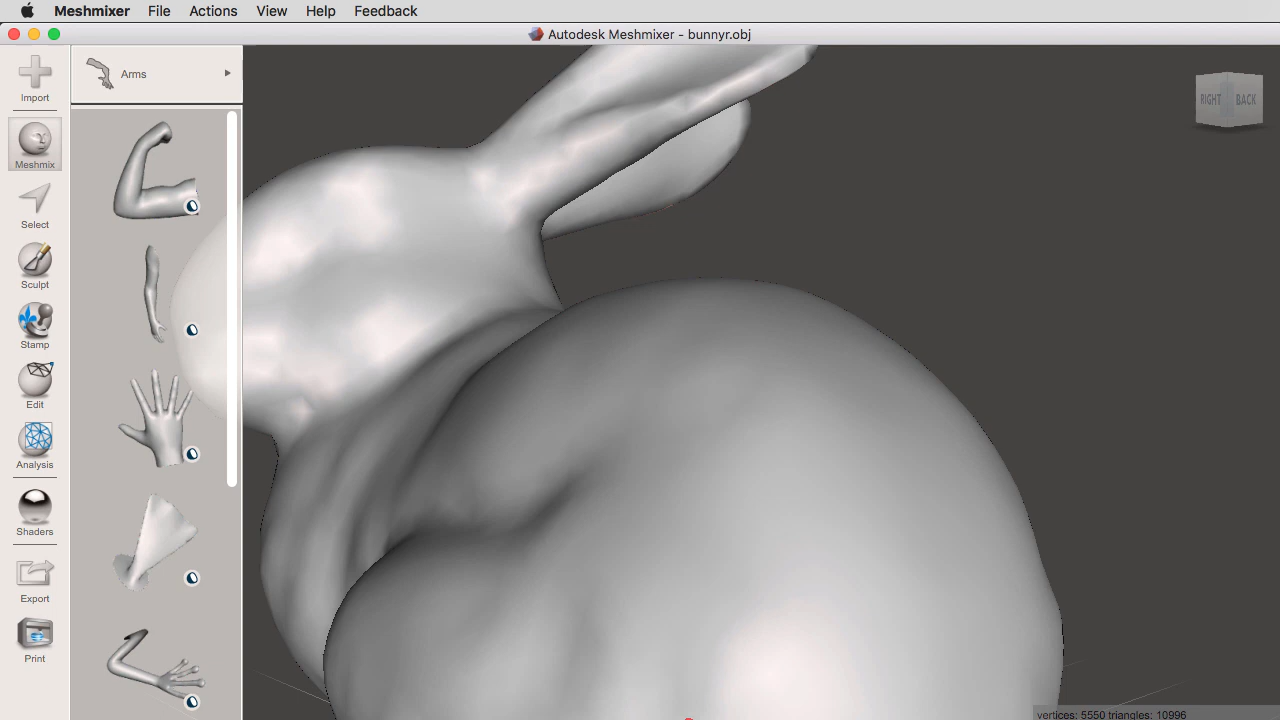 Meshmixer File Actions View Help Feedback
Autodesk Meshmixer - bunnyr.obj
Import
Arms
RIGHT BACK
Meshmix
Select
Sculpt
Stamp
Edit
Analysis
Shaders
Export
Print
vertices: 5550 triangles: 10996